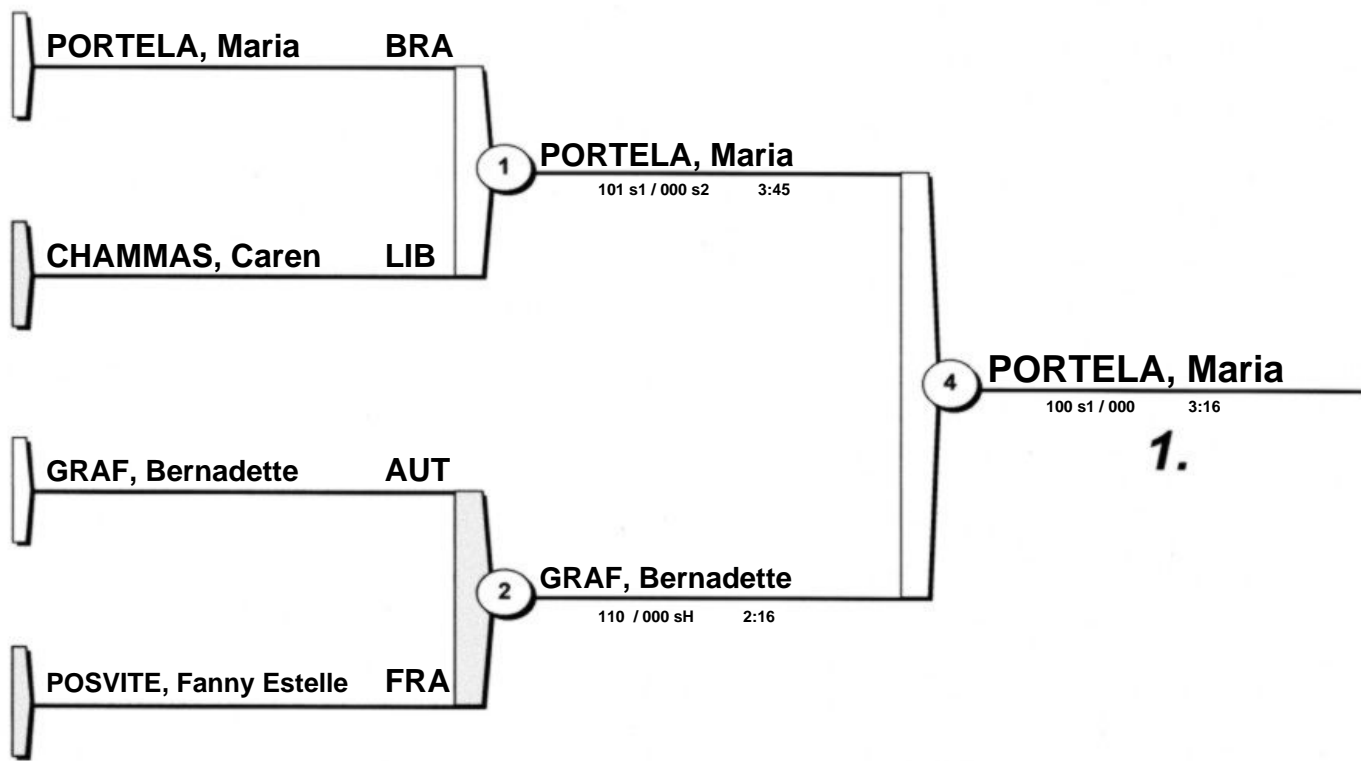 PORTELA, Maria BRA
1
PORTELA, Maria
101 s1 / 000 s2 3:45
CHAMMAS, Caren LIB
4
PORTELA, Maria
100 s1 / 000 3:16
1.
GRAF, Bernadette AUT
2
GRAF, Bernadette
110 / 000 sH 2:16
POSVITE, Fanny Estelle FRA